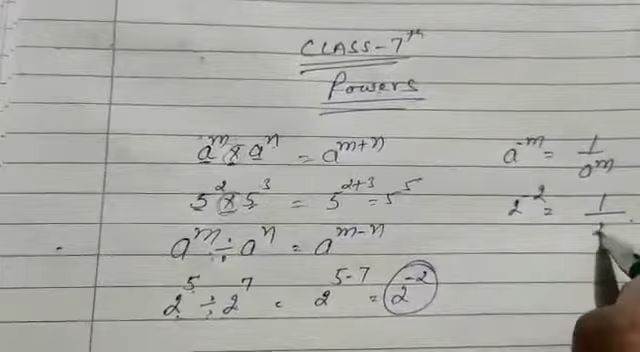 CLASS-7th
Powers
a^m × a^n = a^(m+n)
5^2 × 5^3 = 5^(2+3) = 5^5
a^m ÷ a^n = a^(m-n)
2^5 ÷ 2^7 = 2^(5-7) = 2^-2
a^-m = 1/a^m
2^-2 = 1/